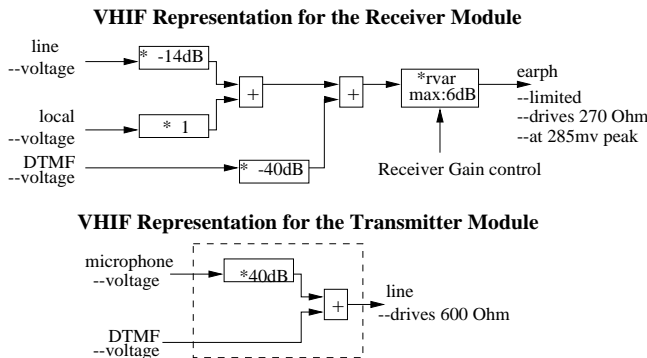 VHIF Representation for the Receiver Module
line
--voltage
* -14dB
+
+
*rvar
max:6dB
earph
--limited
--drives 270 Ohm
--at 285mv peak
local
--voltage
* 1
DTMF
--voltage
* -40dB
Receiver Gain control
VHIF Representation for the Transmitter Module
microphone
--voltage
*40dB
+
line
--drives 600 Ohm
DTMF
--voltage